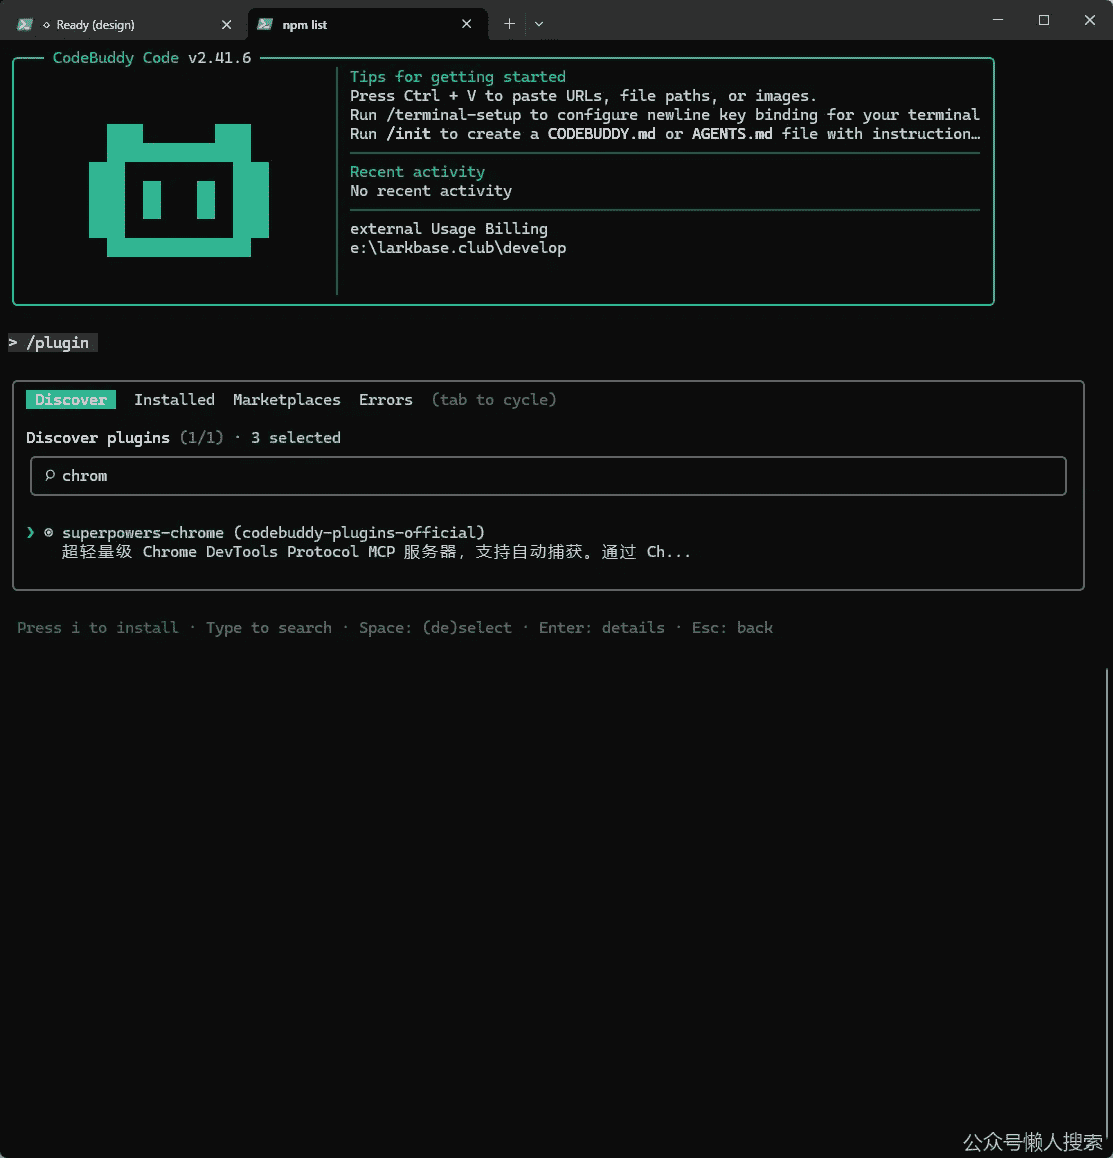 ◇ Ready (design)
npm list
CodeBuddy Code v2.41.6
Tips for getting started
Press Ctrl + V to paste URLs, file paths, or images.
Run /terminal-setup to configure newline key binding for your terminal
Run /init to create a CODEBUDDY.md or AGENTS.md file with instruction…
Recent activity
No recent activity
external Usage Billing
e:\larkbase.club\develop
> /plugin
Discover Installed Marketplaces Errors (tab to cycle)
Discover plugins (1/1) · 3 selected
⌕ chrom
❯ ◉ superpowers-chrome (codebuddy-plugins-official)
超轻量级 Chrome DevTools Protocol MCP 服务器，支持自动捕获。通过 Ch...
Press i to install · Type to search · Space: (de)select · Enter: details · Esc: back
公众号懒人搜索